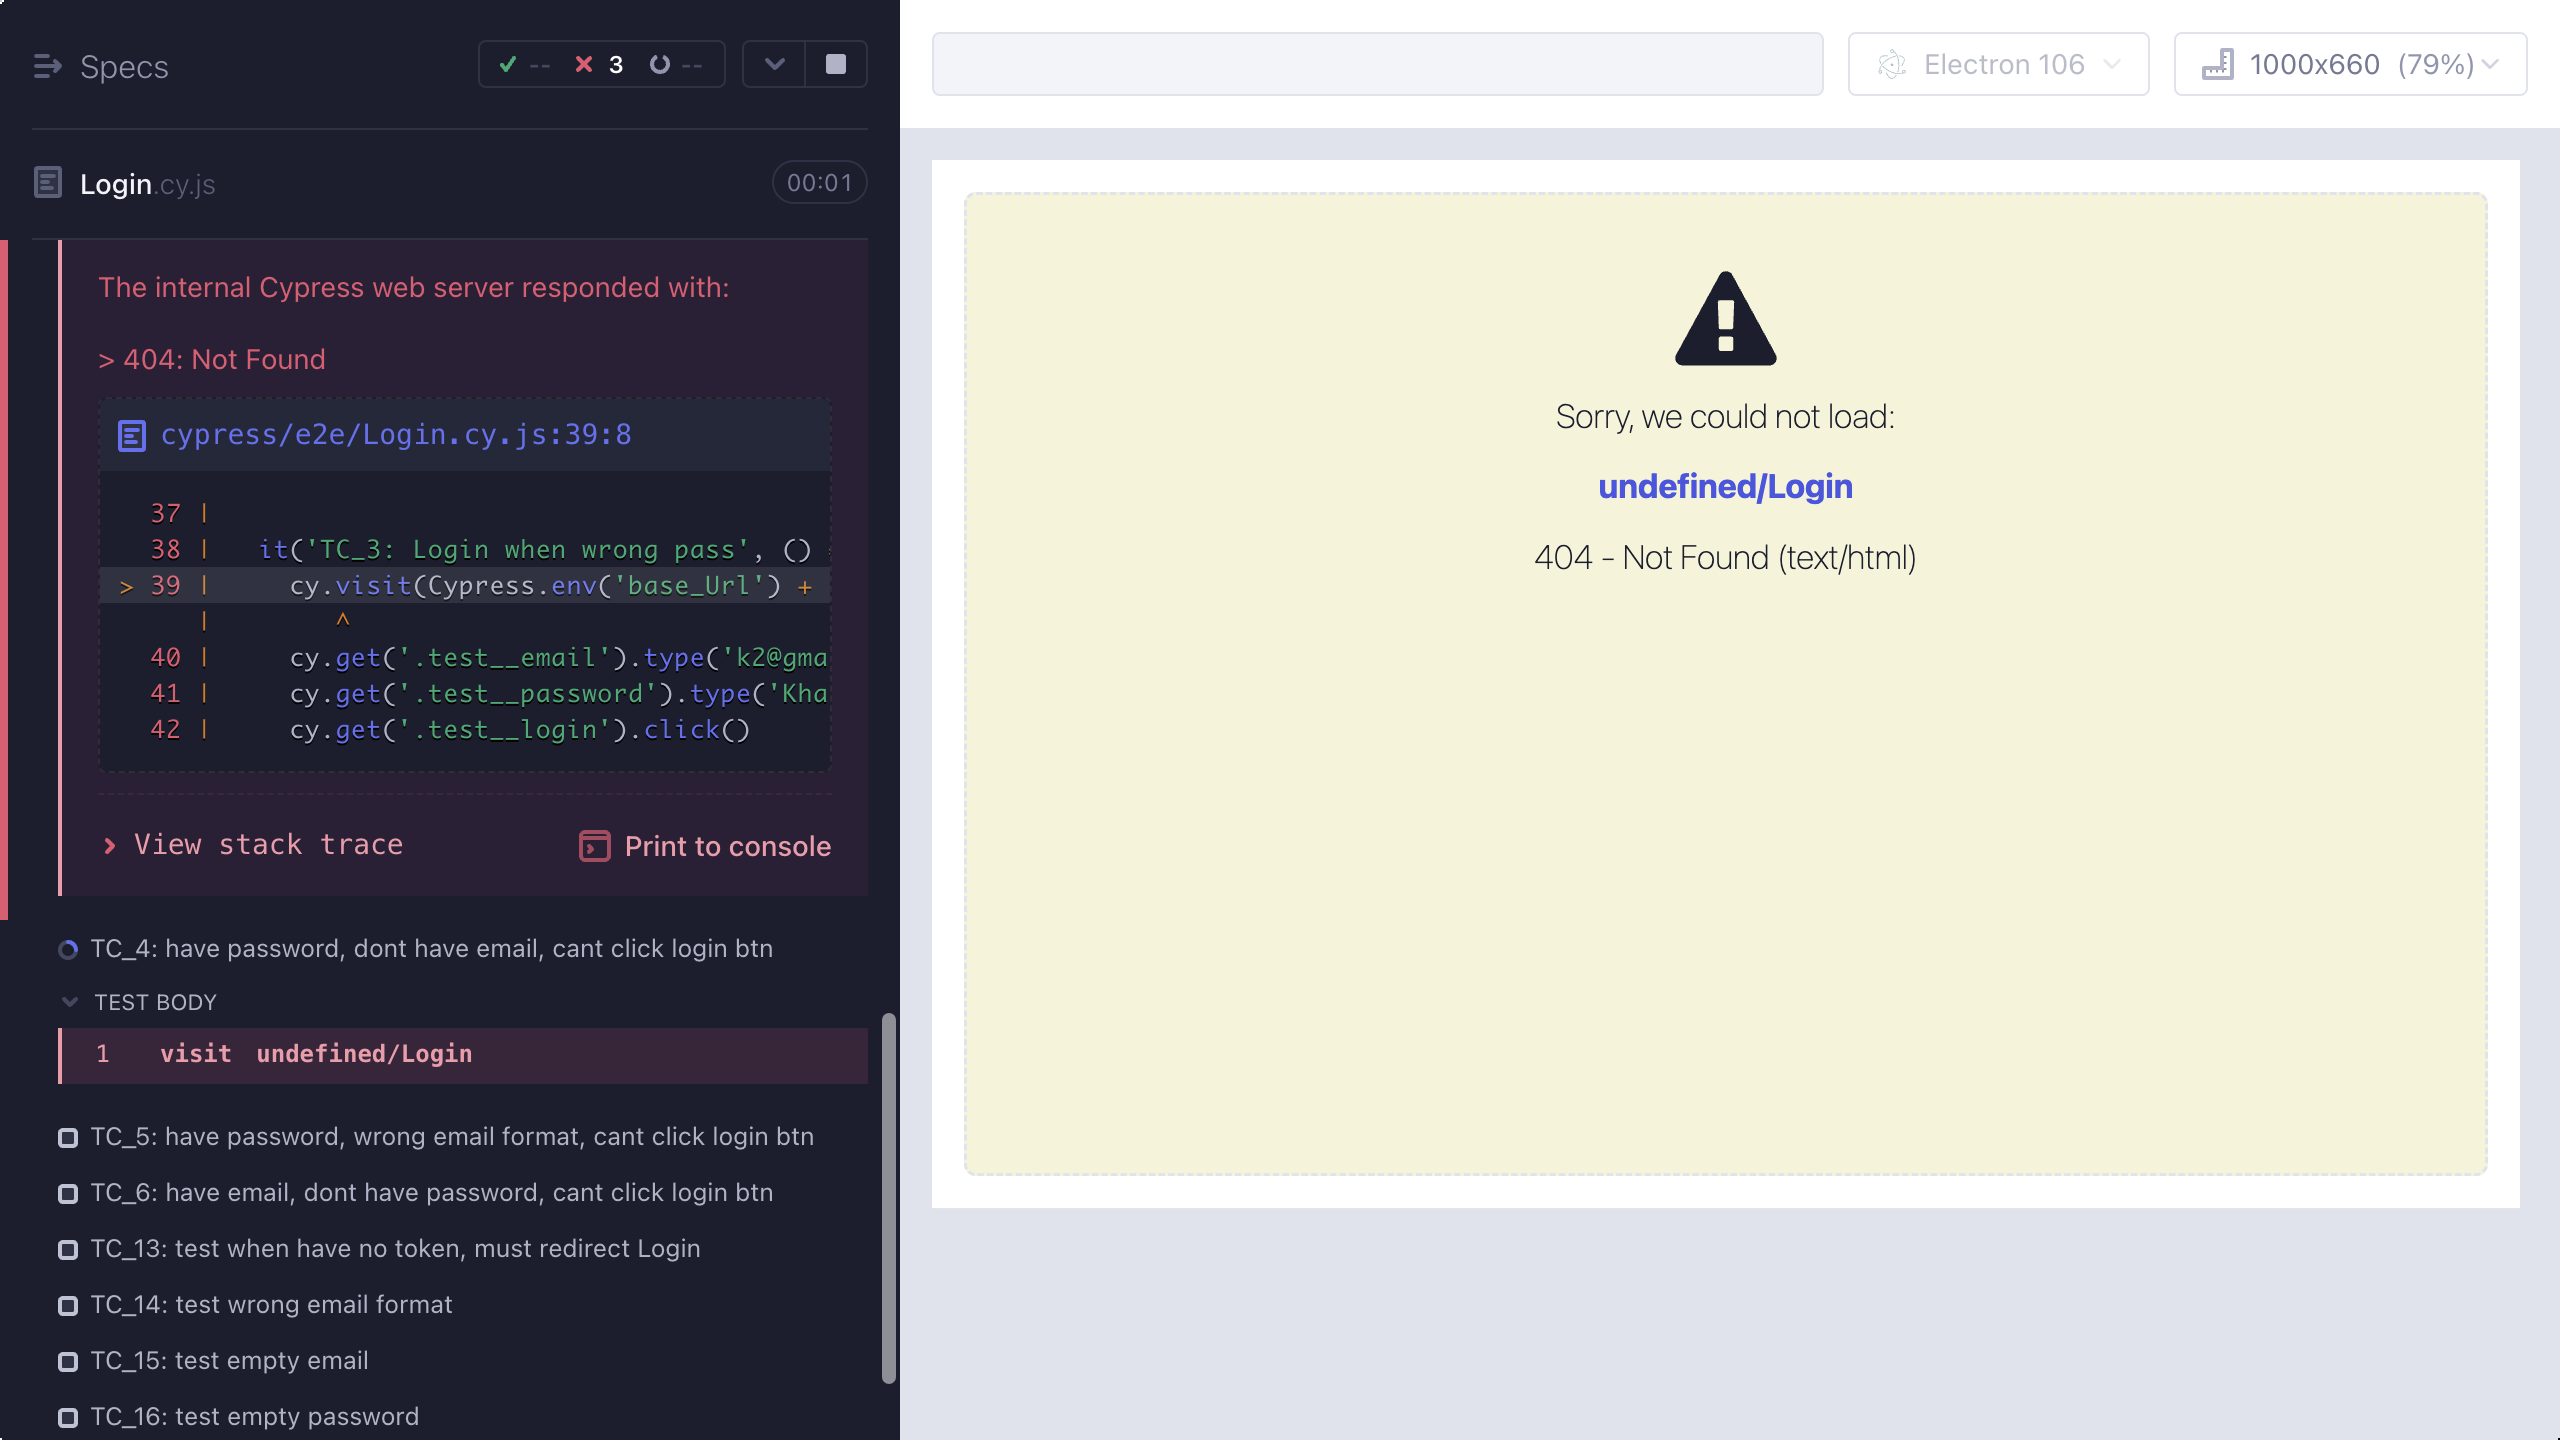 Specs
-- 3 --
Login.cy.js
00:01
The internal Cypress web server responded with:
> 404: Not Found
cypress/e2e/Login.cy.js:39:8
37 |
38 | it('TC_3: Login when wrong pass', ()
> 39 | cy.visit(Cypress.env('base_Url') +
| ^
40 | cy.get('.test__email').type('k2@gma
41 | cy.get('.test__password').type('Kha
42 | cy.get('.test__login').click()
View stack trace
Print to console
TC_4: have password, dont have email, cant click login btn
TEST BODY
1 visit undefined/Login
TC_5: have password, wrong email format, cant click login btn
TC_6: have email, dont have password, cant click login btn
TC_13: test when have no token, must redirect Login
TC_14: test wrong email format
TC_15: test empty email
TC_16: test empty password
Electron 106
1000x660 (79%)
Sorry, we could not load:
undefined/Login
404 - Not Found (text/html)